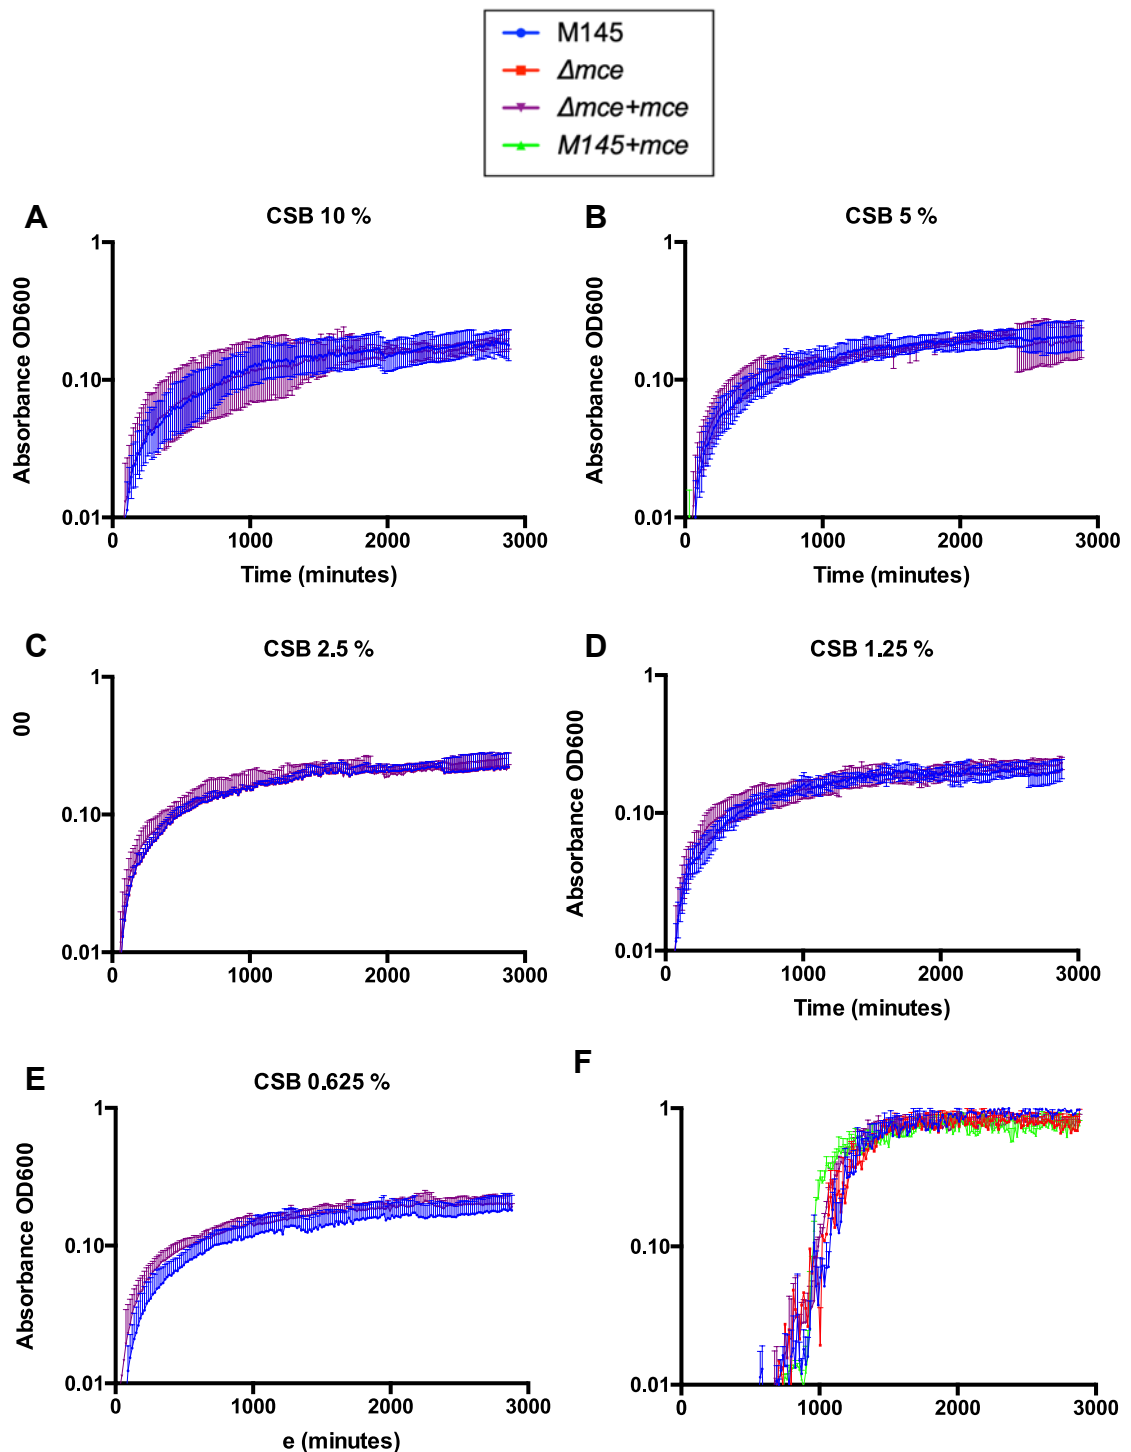 M145
Δmce
Δmce+mce
M145+mce
A
CSB 10 %
1
0.10
0.01
Absorbance OD600
0
1000
2000
3000
Time (minutes)
B
CSB 5 %
1
0.10
0.01
Absorbance OD600
0
1000
2000
3000
Time (minutes)
C
CSB 2.5 %
1
0.10
0.01
00
0
1000
2000
3000
D
CSB 1.25 %
1
0.10
0.01
Absorbance OD600
0
1000
2000
3000
Time (minutes)
E
CSB 0.625 %
1
0.10
0.01
Absorbance OD600
0
1000
2000
3000
e (minutes)
F
1
0.10
0.01
0
1000
2000
3000